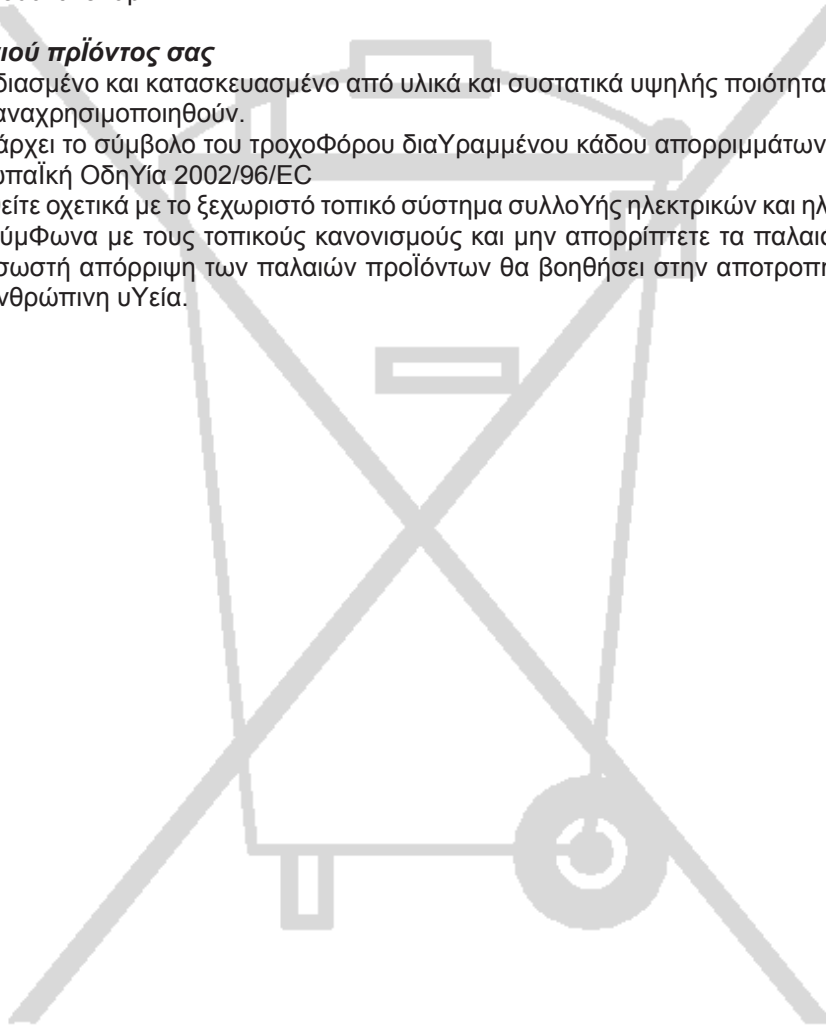 ιού πρΪόντος σας
διασμένο και κατασκευασμένο από υλικά και συστατικά υψηλής ποιότητα
αναχρησιμοποιηθούν.
άρχει το σύμβολο του τροχοΦόρου διαΥραμμένου κάδου απορριμμάτων
ωπαΪκή ΟδηΥία 2002/96/EC
θείτε οχετικά με το ξεχωριστό τοπικό σύστημα συλλοΥής ηλεκτρικών και ηλ
ύμΦωνα με τους τοπικούς κανονισμούς και μην απορρίπτετε τα παλαιο
σωστή απόρριψη των παλαιών προΪόντων θα βοηθήσει στην αποτροπή
νθρώπινη υΥεία.